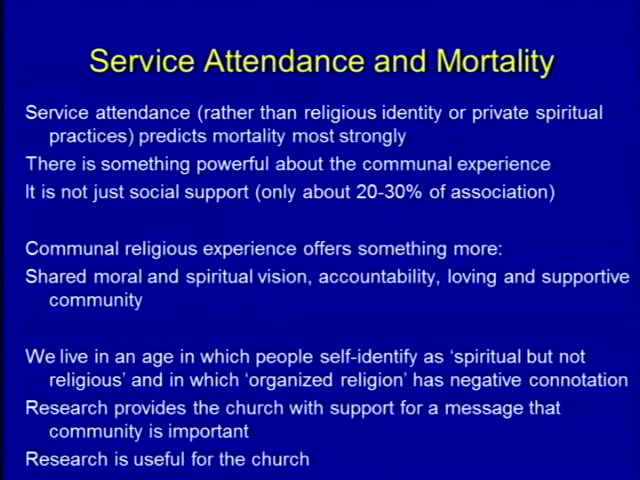 Service Attendance and Mortality
Service attendance (rather than religious identity or private spiritual
practices) predicts mortality most strongly
There is something powerful about the communal experience
It is not just social support (only about 20-30% of association)
Communal religious experience offers something more:
Shared moral and spiritual vision, accountability, loving and supportive
community
We live in an age in which people self-identify as ‘spiritual but not
religious’ and in which ‘organized religion’ has negative connotation
Research provides the church with support for a message that
community is important
Research is useful for the church